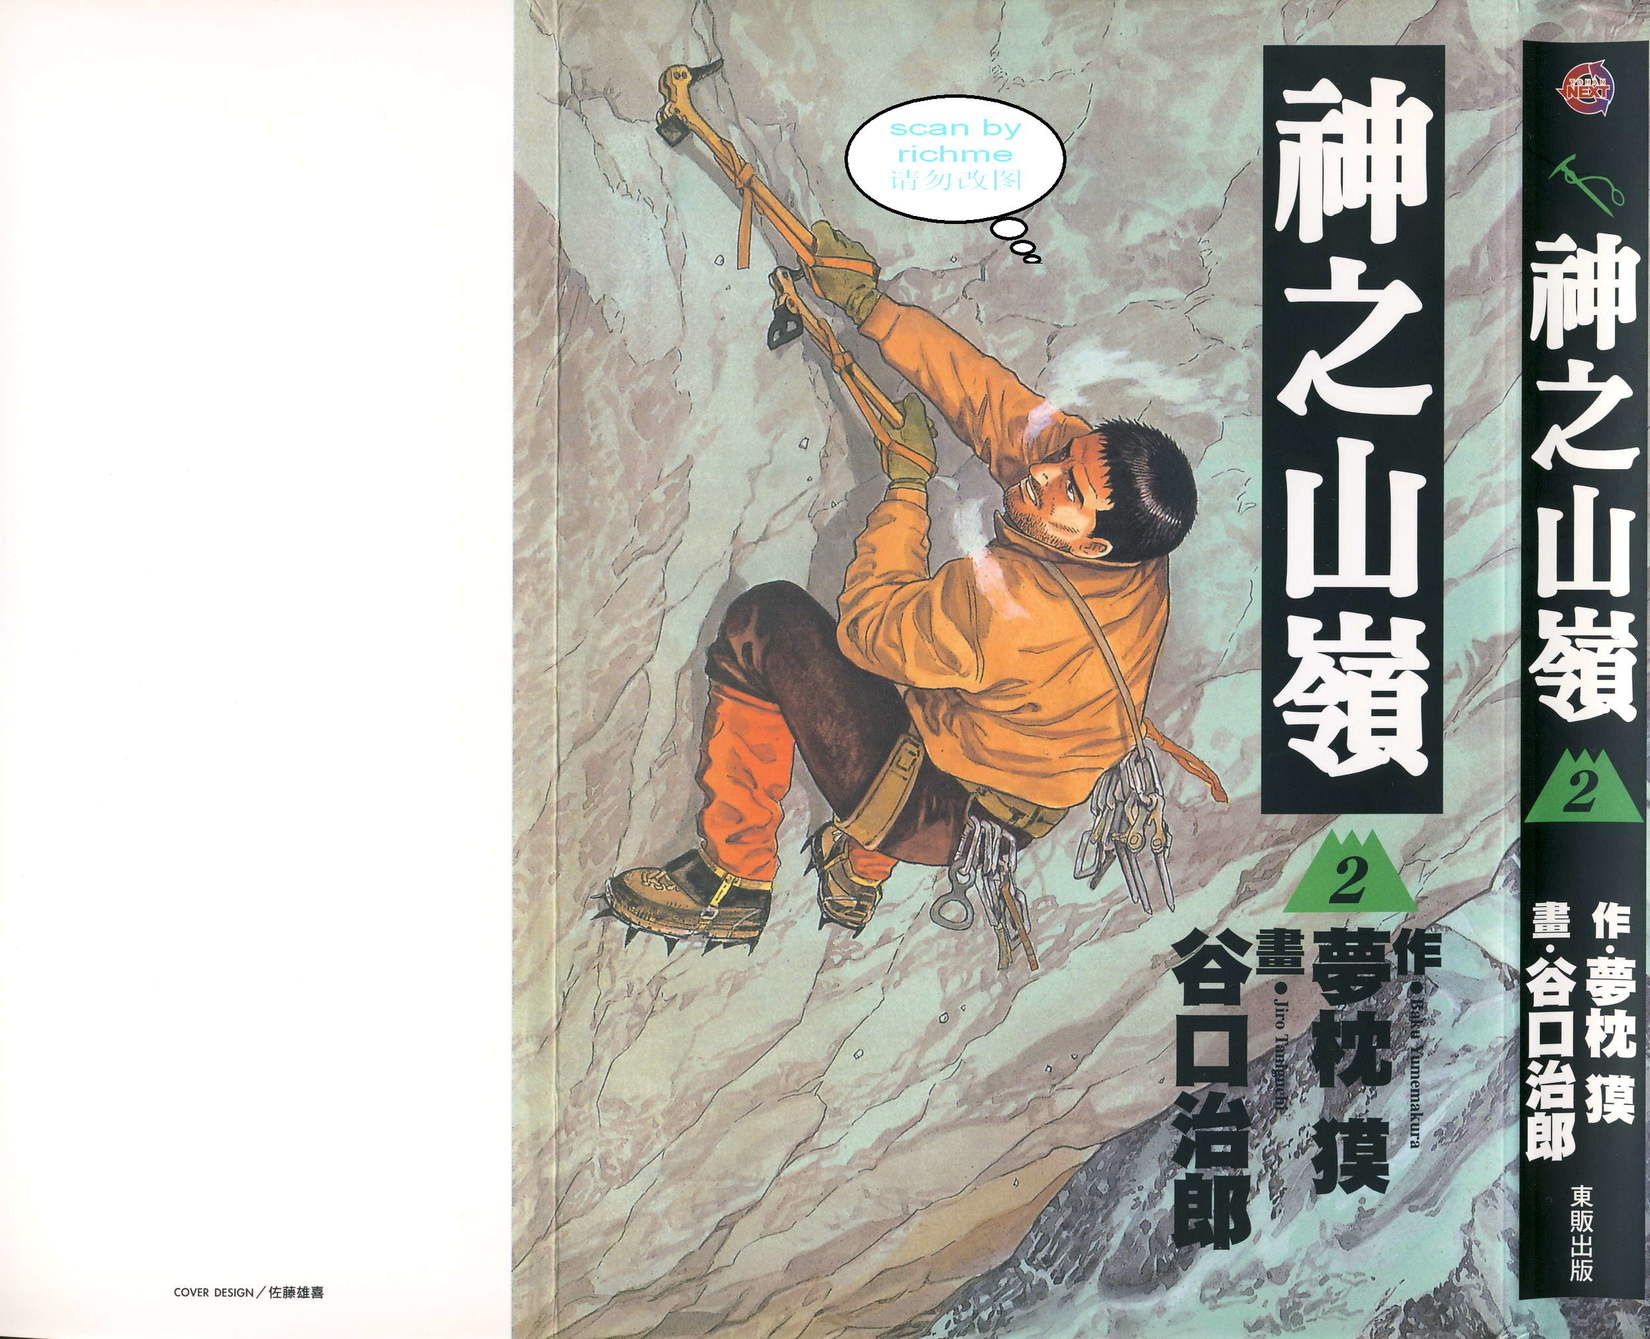 神之山嶺
2
作・夢枕 獏
Baku Yumemakura
畫・谷口治郎
Jiro Taniguchi
scan by
richme
请勿改图
TOHAN
NEXT
神之山嶺
2
作・夢枕 獏
畫・谷口治郎
東販出版
COVER DESIGN／佐藤雄喜